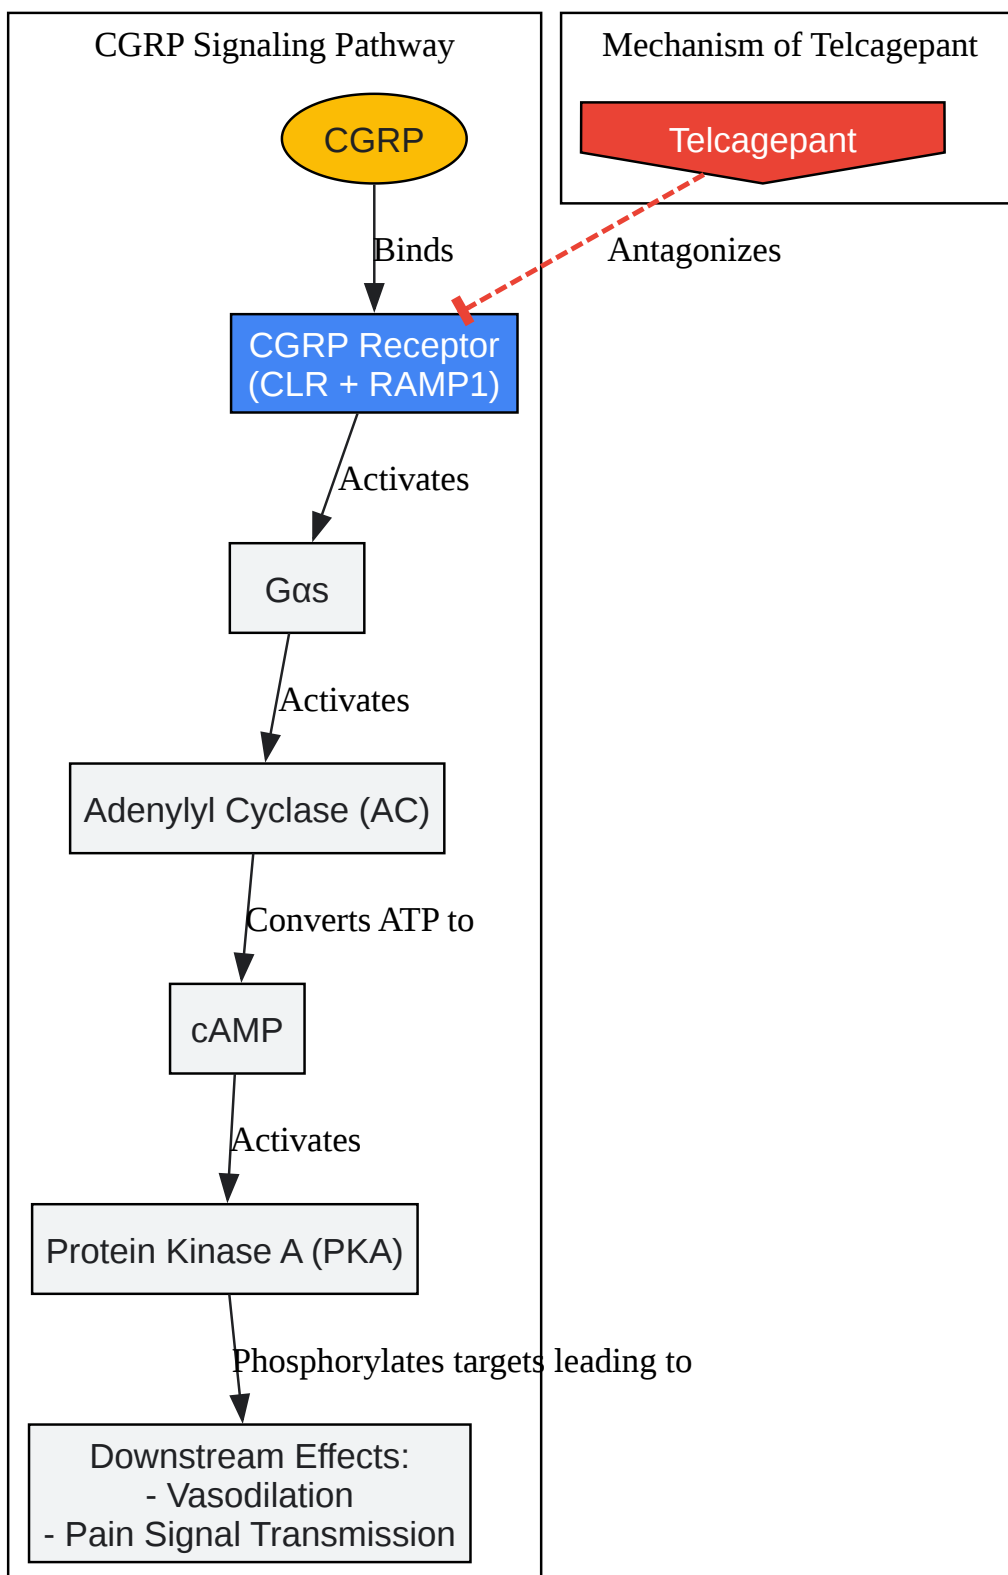 CGRP Signaling Pathway
Mechanism of Telcagepant
CGRP
Telcagepant
Binds
Antagonizes
CGRP Receptor
(CLR + RAMP1)
Activates
Gαs
Activates
Adenylyl Cyclase (AC)
Converts ATP to
cAMP
Activates
Protein Kinase A (PKA)
Phosphorylates targets leading to
Downstream Effects:
- Vasodilation
- Pain Signal Transmission